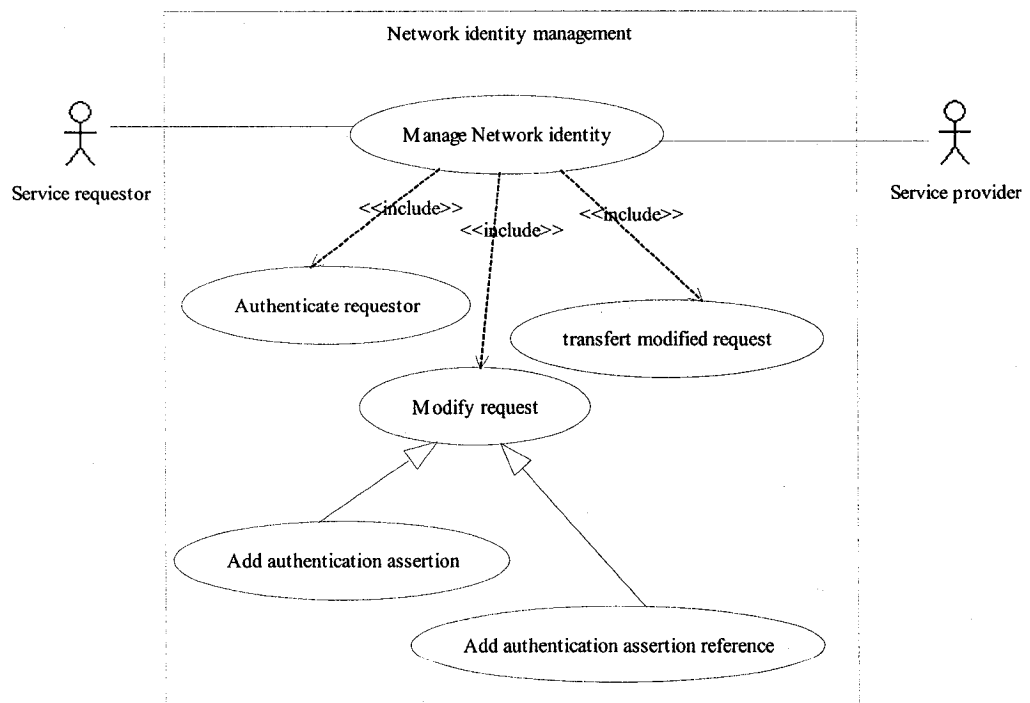 Network identity management
Manage Network identity
Service requestor
Service provider
<<include>>
<<include>>
<<include>>
Authenticate requestor
transfert modified request
Modify request
Add authentication assertion
Add authentication assertion reference